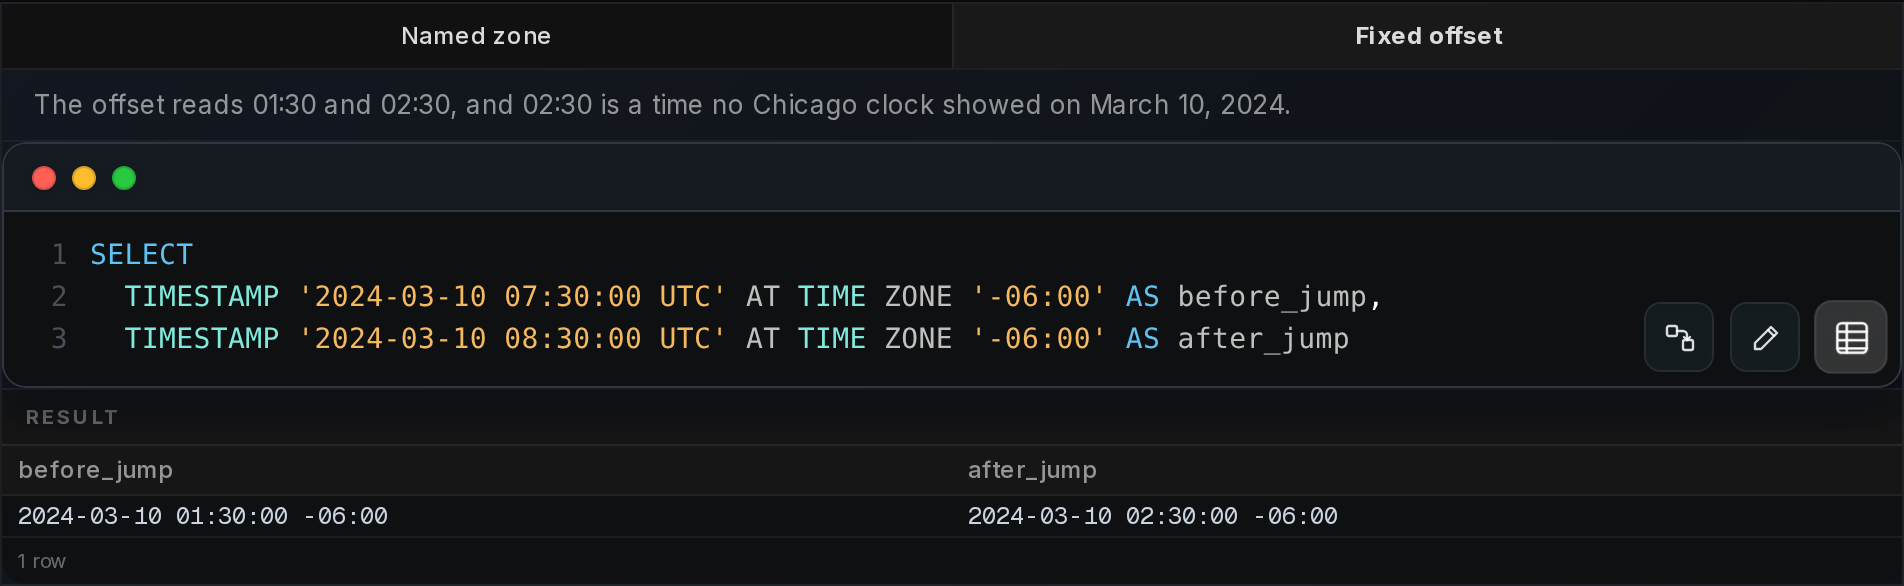 Named zone
Fixed offset
The offset reads 01:30 and 02:30, and 02:30 is a time no Chicago clock showed on March 10, 2024.
1 SELECT
2   TIMESTAMP '2024-03-10 07:30:00 UTC' AT TIME ZONE '-06:00' AS before_jump,
3   TIMESTAMP '2024-03-10 08:30:00 UTC' AT TIME ZONE '-06:00' AS after_jump
RESULT
before_jump after_jump
2024-03-10 01:30:00 -06:00 2024-03-10 02:30:00 -06:00
1 row